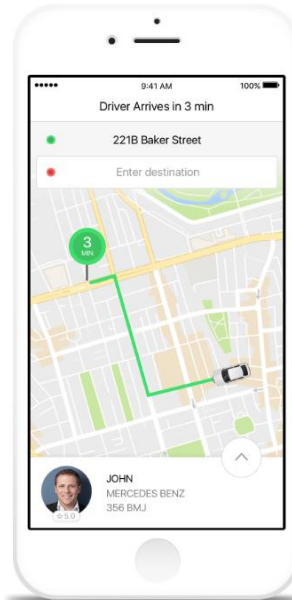 9:41 AM
100%
Driver Arrives in 3 min
221B Baker Street
Enter destination
3
MIN
JOHN
MERCEDES BENZ
356 BMJ
5.0